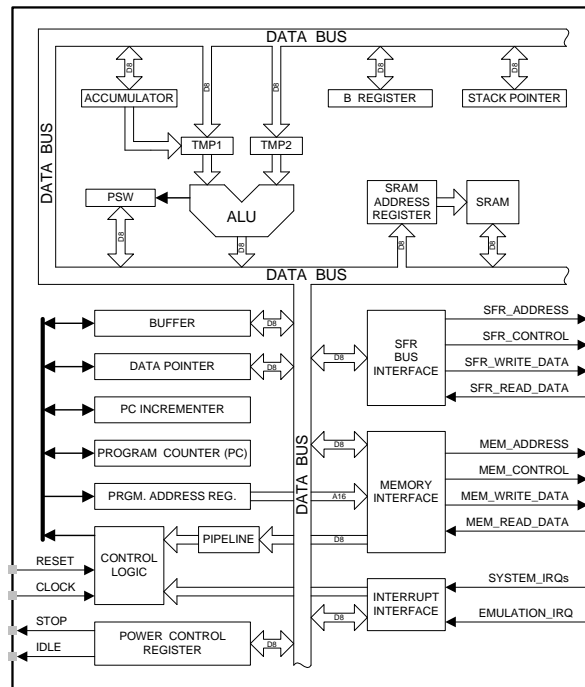 DATA BUS
D8
D8
D8
D8
D8
ACCUMULATOR
B REGISTER
STACK POINTER
DATA BUS
TMP1
TMP2
PSW
ALU
SRAM
ADDRESS
REGISTER
SRAM
D8
D8
D8
D8
DATA BUS
BUFFER
D8
SFR
BUS
INTERFACE
D8
SFR_ADDRESS
SFR_CONTROL
SFR_WRITE_DATA
SFR_READ_DATA
DATA POINTER
D8
PC INCREMENTER
PROGRAM COUNTER (PC)
DATA BUS
D8
MEMORY
INTERFACE
MEM_ADDRESS
MEM_CONTROL
MEM_WRITE_DATA
MEM_READ_DATA
PRGM. ADDRESS REG.
A16
CONTROL
LOGIC
PIPELINE
D8
RESET
CLOCK
INTERRUPT
INTERFACE
SYSTEM_IRQs
EMULATION_IRQ
D8
STOP
IDLE
POWER CONTROL
REGISTER
D8